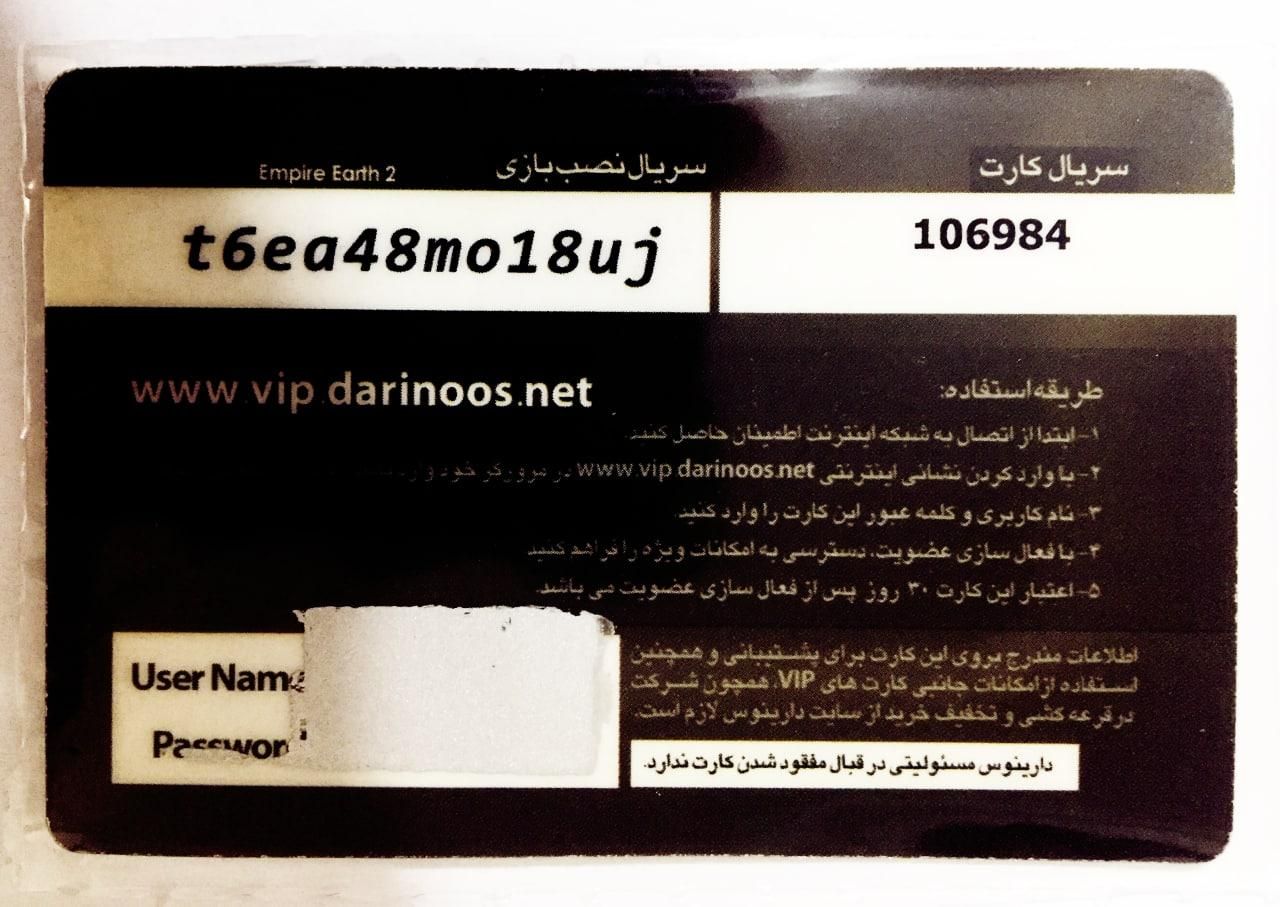 سریال کارت
106984
سریال نصب بازی Empire Earth 2
t6ea48mo18uj
www.vip.darinoos.net
طریقه استفاده:
۱- ابتدا از اتصال به شبکه اینترنت اطمینان حاصل کنید.
۲- با وارد کردن نشانی اینترنتی www.vip.darinoos.net در مرورگر خود وارد
۳- نام کاربری و کلمه عبور این کارت را وارد کنید.
۴- با فعال سازی عضویت، دسترسی به امکانات ویژه را فراهم کنید
۵- اعتبار این کارت ۳۰ روز پس از فعال سازی عضویت می باشد.
User Name
Password
اطلاعات مندرج بروی این کارت برای پشتیبانی و همچنین
استفاده از امکانات جانبی کارت های VIP، همچون شرکت
در قرعه کشی و تخفیف خرید از سایت دارینوس لازم است.
دارینوس مسئولیتی در قبال مفقود شدن کارت ندارد.